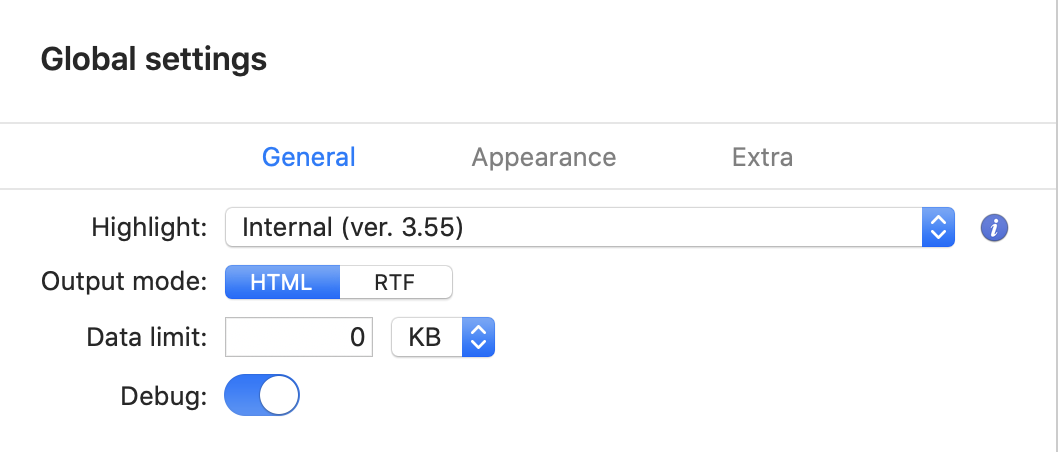 Global settings
General Appearance Extra
Highlight: Internal (ver. 3.55) i
Output mode: HTML RTF
Data limit: 0 KB
Debug: